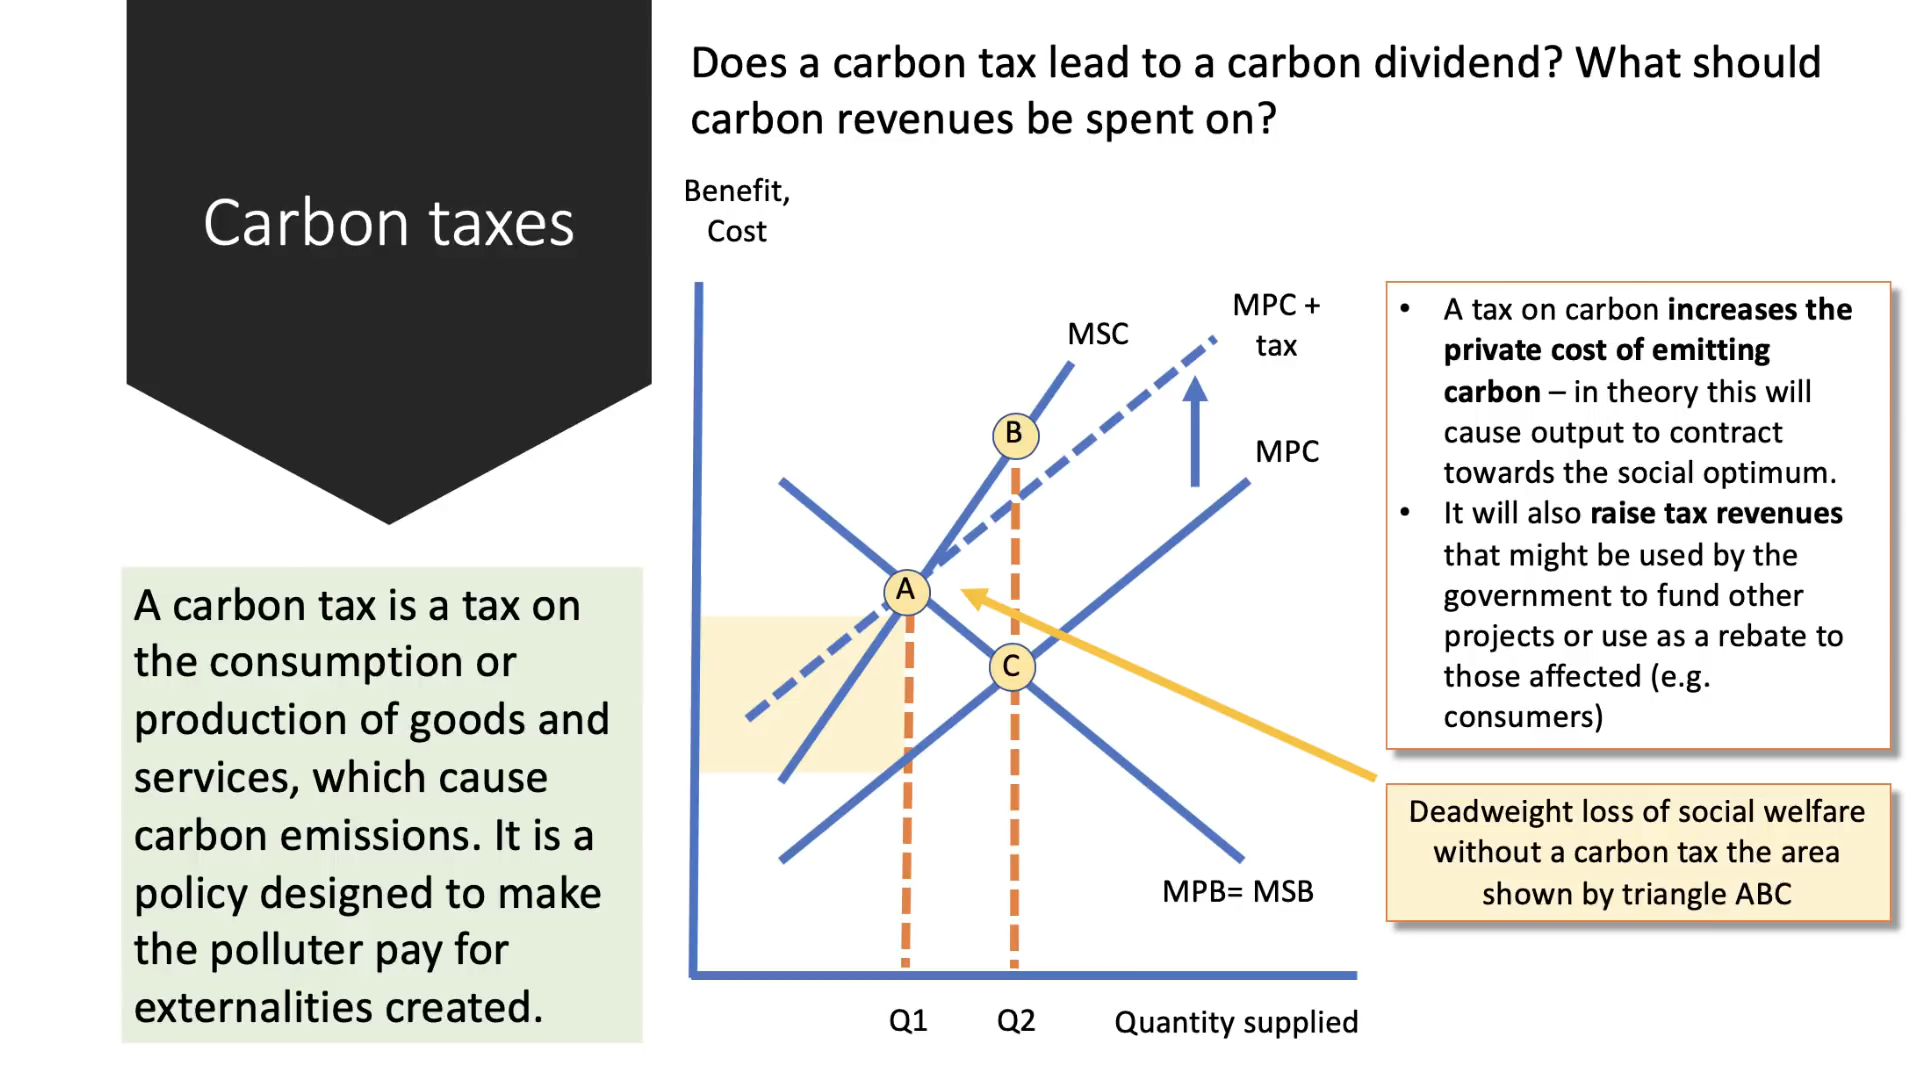 Carbon taxes
A carbon tax is a tax on
the consumption or
production of goods and
services, which cause
carbon emissions. It is a
policy designed to make
the polluter pay for
externalities created.
Does a carbon tax lead to a carbon dividend? What should
carbon revenues be spent on?
Benefit,
Cost
MSC
MPC +
tax
MPC
B
A
C
MPB= MSB
Q1
Q2
Quantity supplied
• A tax on carbon increases the
private cost of emitting
carbon – in theory this will
cause output to contract
towards the social optimum.
• It will also raise tax revenues
that might be used by the
government to fund other
projects or use as a rebate to
those affected (e.g.
consumers)
Deadweight loss of social welfare
without a carbon tax the area
shown by triangle ABC